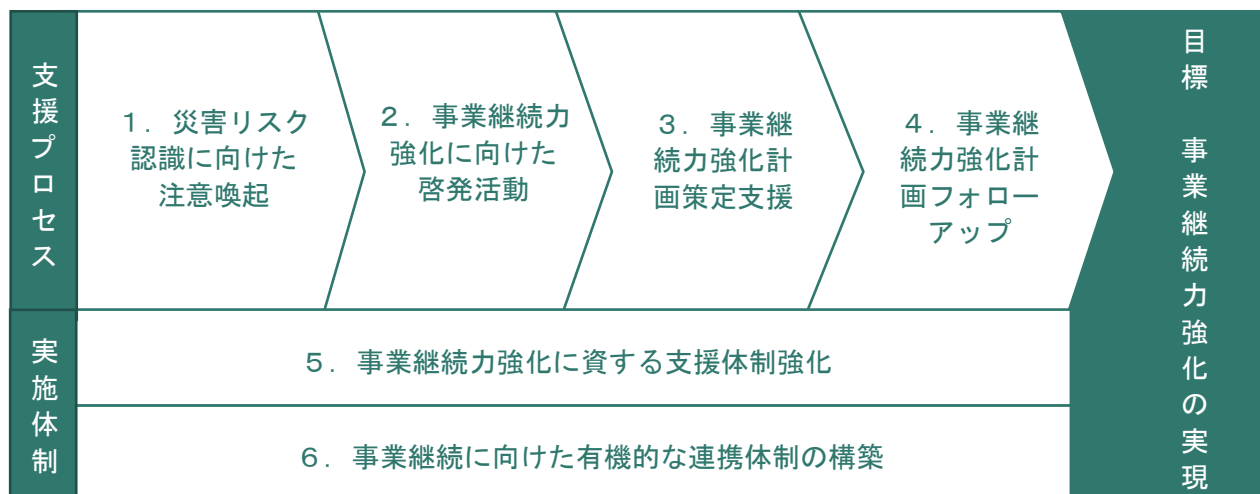 支援プロセス
1．災害リスク
認識に向けた
注意喚起
2．事業継続力
強化に向けた
啓発活動
3．事業継
続力強化計
画策定支援
4．事業継
続力強化計
画フォロー
アップ
目標　事業継続力強化の実現
実施体制
5．事業継続力強化に資する支援体制強化
6．事業継続に向けた有機的な連携体制の構築